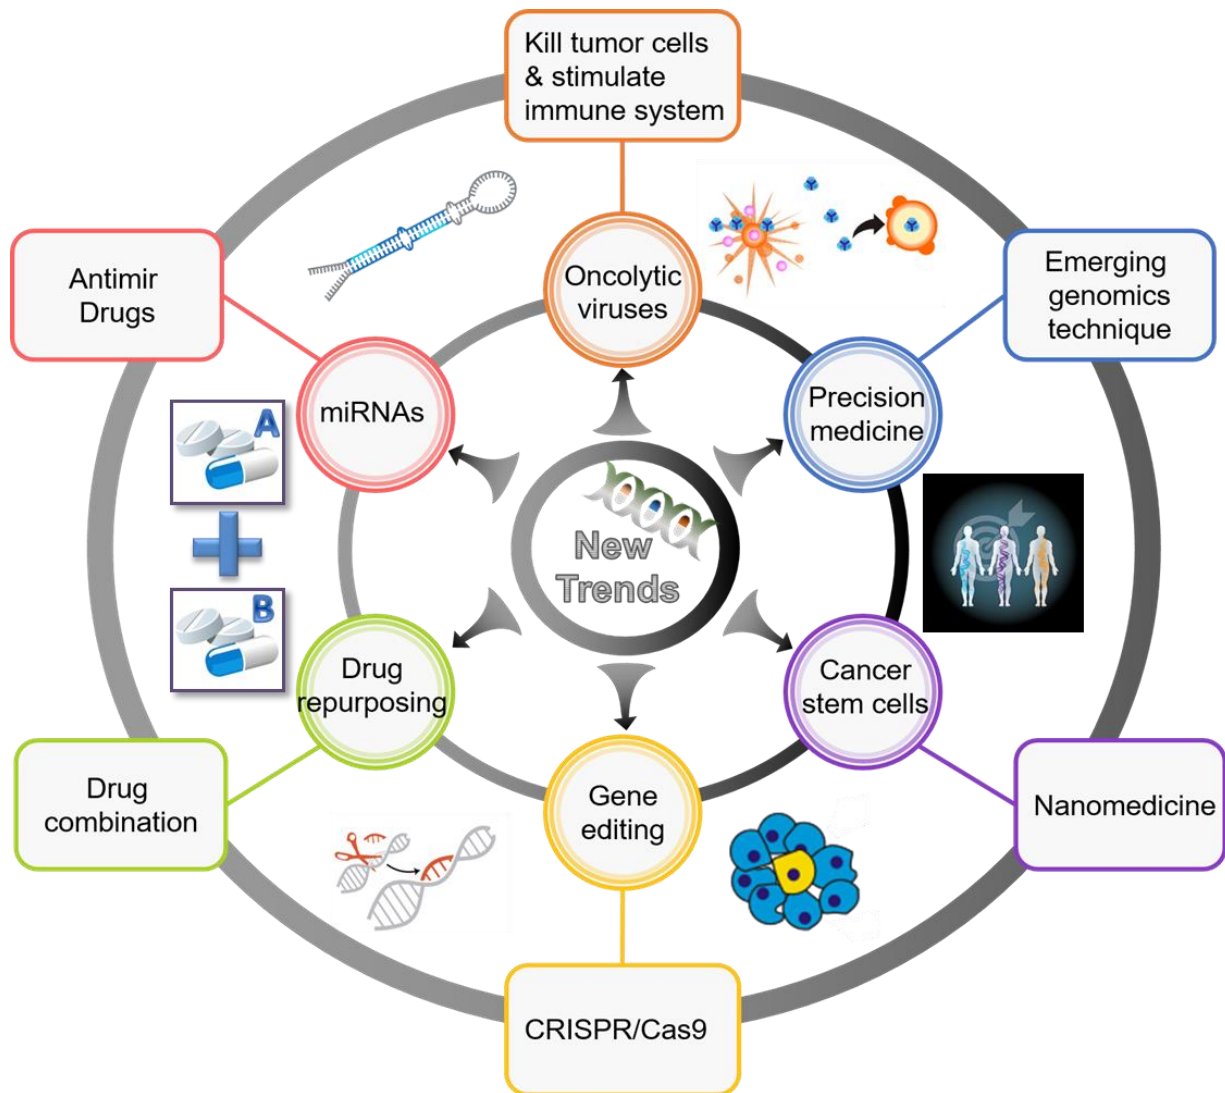 Kill tumor cells
& stimulate
immune system
Antimir
Drugs
Oncolytic
viruses
Emerging
genomics
technique
miRNAs
Precision
medicine
A
New
Trends
B
Drug
repurposing
Cancer
stem cells
Drug
combination
Gene
editing
Nanomedicine
CRISPR/Cas9